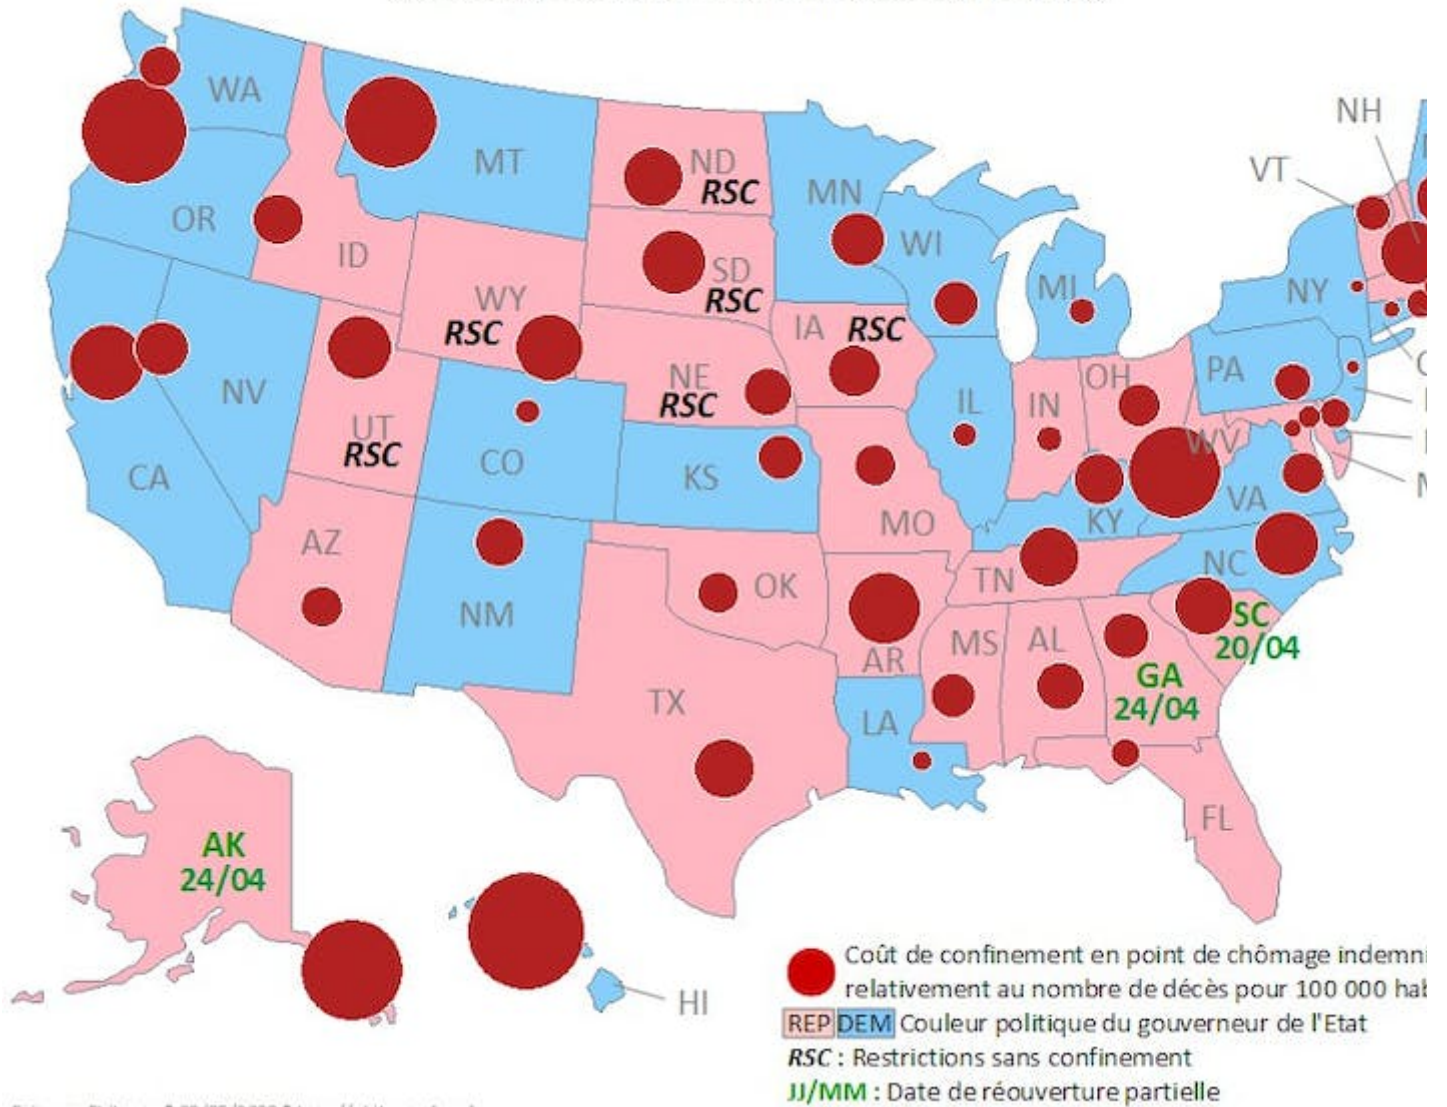 NH
WA
VT
MT
ND
RSC
MN
OR
WI
ID
SD
RSC
MI
NY
WY
RSC
IA RSC
NE
RSC
OH
PA
NV
IL
IN
UT
RSC
WV
CA
CO
KS
VA
KY
MO
AZ
NC
TN
OK
NM
SC
20/04
MS
AL
AR
GA
24/04
TX
LA
FL
AK
24/04
HI
Coût de confinement en point de chômage indemni
relativement au nombre de décès pour 100 000 hab
REP DEM Couleur politique du gouverneur de l'Etat
RSC : Restrictions sans confinement
JJ/MM : Date de réouverture partielle